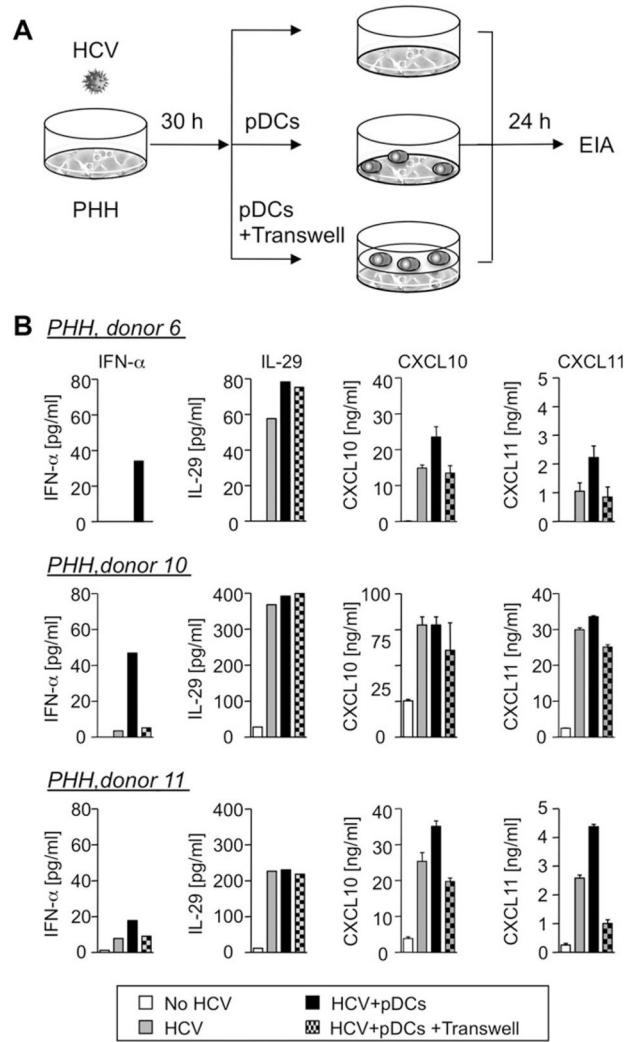 A
HCV
PHH
30 h
pDCs
pDCs
+Transwell
24 h
EIA
B
PHH, donor 6
IFN-α
IL-29
CXCL10
CXCL11
IFN-α [pg/ml]
80
60
40
20
0
IL-29 [pg/ml]
80
60
40
20
0
CXCL10 [ng/ml]
40
30
20
10
0
CXCL11 [ng/ml]
5
4
3
2
1
0
PHH,donor 10
IFN-α [pg/ml]
80
60
40
20
0
IL-29 [pg/ml]
400
300
200
100
0
CXCL10 [ng/ml]
100
75
25
0
CXCL11 [ng/ml]
40
30
20
10
0
PHH,donor 11
IFN-α [pg/ml]
80
60
40
20
0
IL-29 [pg/ml]
400
300
200
100
0
CXCL10 [ng/ml]
40
30
20
10
0
CXCL11 [ng/ml]
5
4
3
2
1
0
No HCV
HCV+pDCs
HCV
HCV+pDCs +Transwell